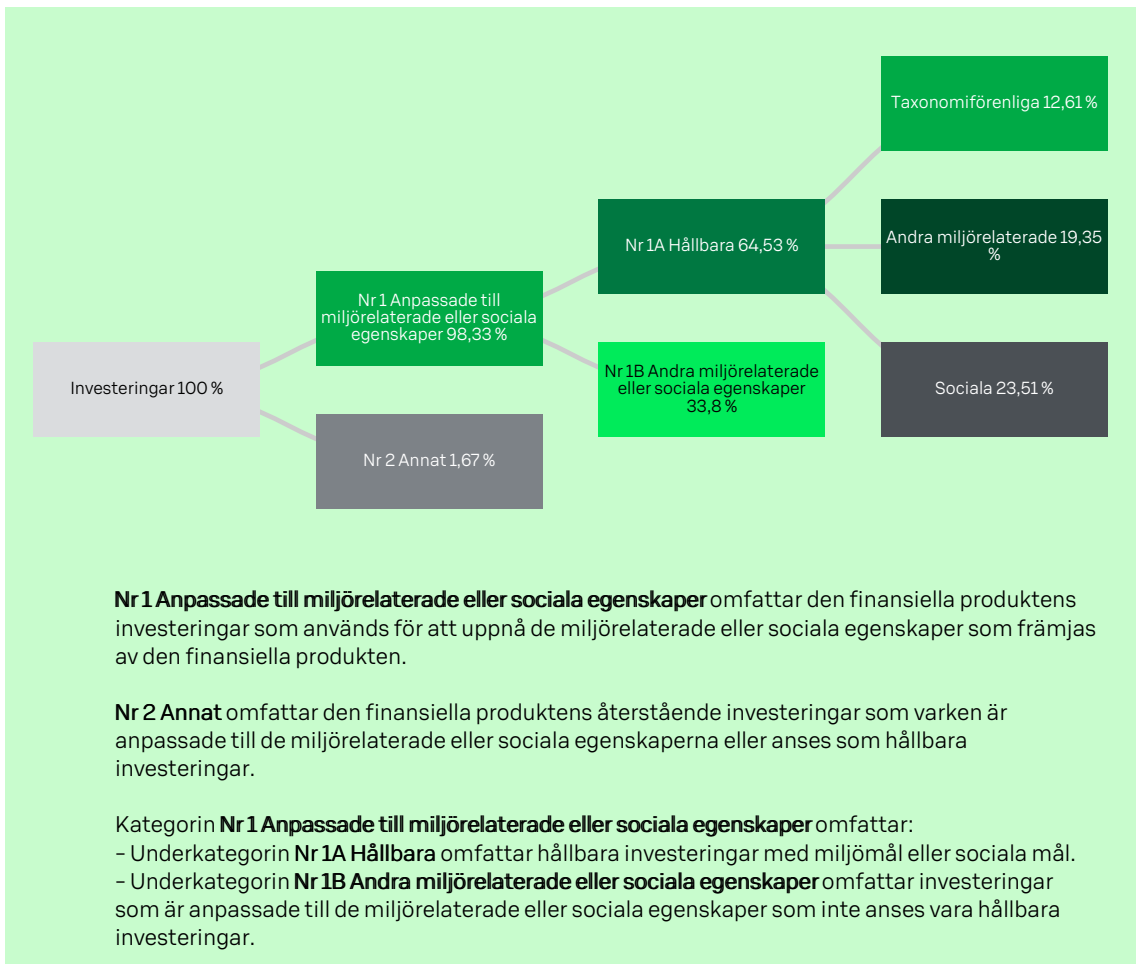 Taxonomiförenliga 12,61 %
Nr 1A Hållbara 64,53 %
Andra miljörelaterade 19,35
%
Nr 1 Anpassade till
miljörelaterade eller sociala
egenskaper 98,33 %
Investeringar 100 %
Nr 1B Andra miljörelaterade
eller sociala egenskaper
33,8 %
Sociala 23,51 %
Nr 2 Annat 1,67 %
Nr 1 Anpassade till miljörelaterade eller sociala egenskaper omfattar den finansiella produktens
investeringar som används för att uppnå de miljörelaterade eller sociala egenskaper som främjas
av den finansiella produkten.
Nr 2 Annat omfattar den finansiella produktens återstående investeringar som varken är
anpassade till de miljörelaterade eller sociala egenskaperna eller anses som hållbara
investeringar.
Kategorin Nr 1 Anpassade till miljörelaterade eller sociala egenskaper omfattar:
– Underkategorin Nr 1A Hållbara omfattar hållbara investeringar med miljömål eller sociala mål.
– Underkategorin Nr 1B Andra miljörelaterade eller sociala egenskaper omfattar investeringar
som är anpassade till de miljörelaterade eller sociala egenskaper som inte anses vara hållbara
investeringar.